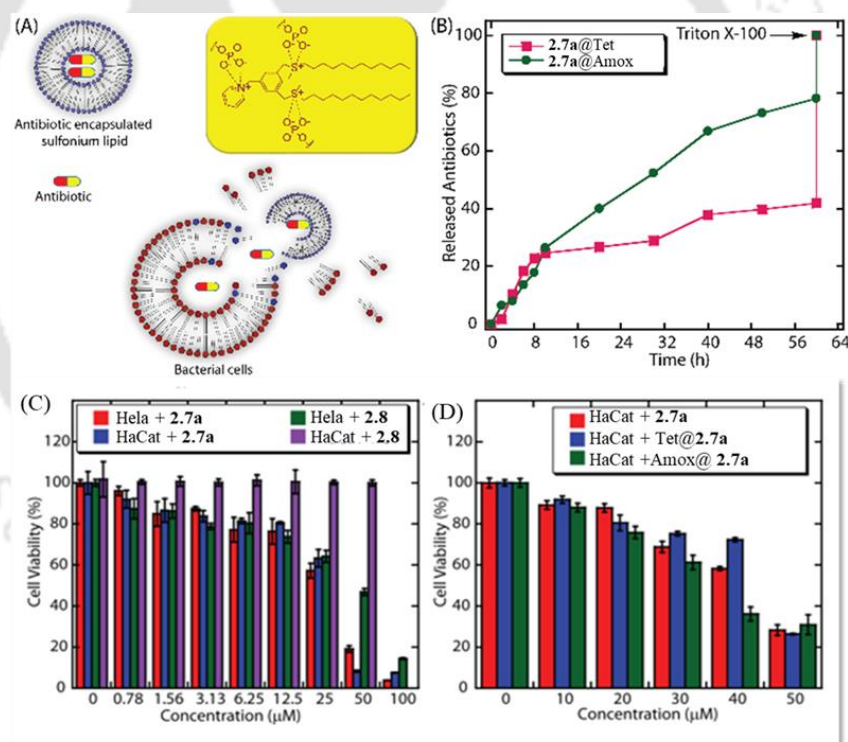 (A)
Antibiotic encapsulated
sulfonium lipid
Antibiotic
Bacterial cells
(B)
2.7a@Tet
2.7a@Amox
Triton X-100
Released Antibiotics (%)
100
80
60
40
20
0
0 8 16 24 32 40 48 56 64
Time (h)
(C)
Hela + 2.7a
HaCat + 2.7a
Hela + 2.8
HaCat + 2.8
Cell Viability (%)
120
100
80
60
40
20
0
0 0.78 1.56 3.13 6.25 12.5 25 50 100
Concentration (μM)
(D)
HaCat + 2.7a
HaCat + Tet@2.7a
HaCat +Amox@ 2.7a
Cell Viability (%)
120
100
80
60
40
20
0
0 10 20 30 40 50
Concentration (μM)